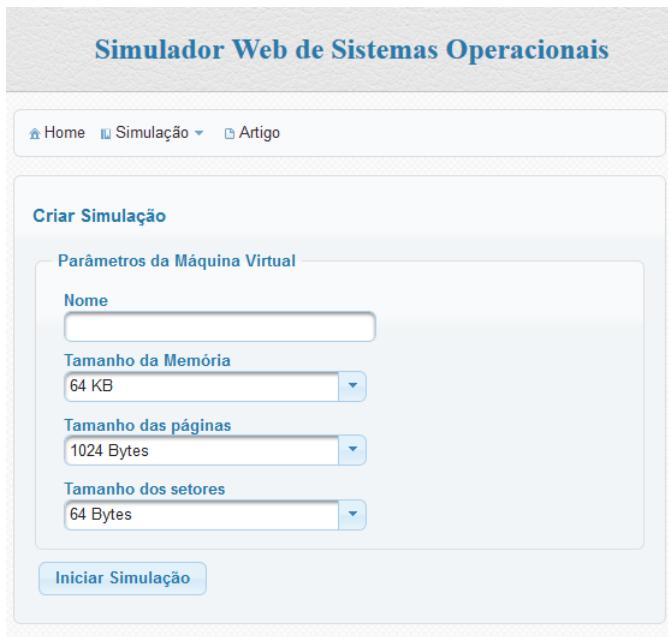 Simulador Web de Sistemas Operacionais
Home Simulação Artigo
Criar Simulação
Parâmetros da Máquina Virtual
Nome
Tamanho da Memória
64 KB
Tamanho das páginas
1024 Bytes
Tamanho dos setores
64 Bytes
Iniciar Simulação